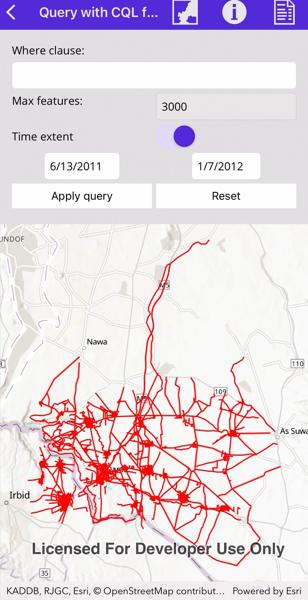 Query with CQL f...
Where clause:
Max features:
3000
Time extent
6/13/2011
1/7/2012
Apply query
Reset
UNDOF
Nawa
110
109
As Suwa
Irbid
Licensed For Developer Use Only
35
KADDB, RJGC, Esri, © OpenStreetMap contribut...
Powered by Esri